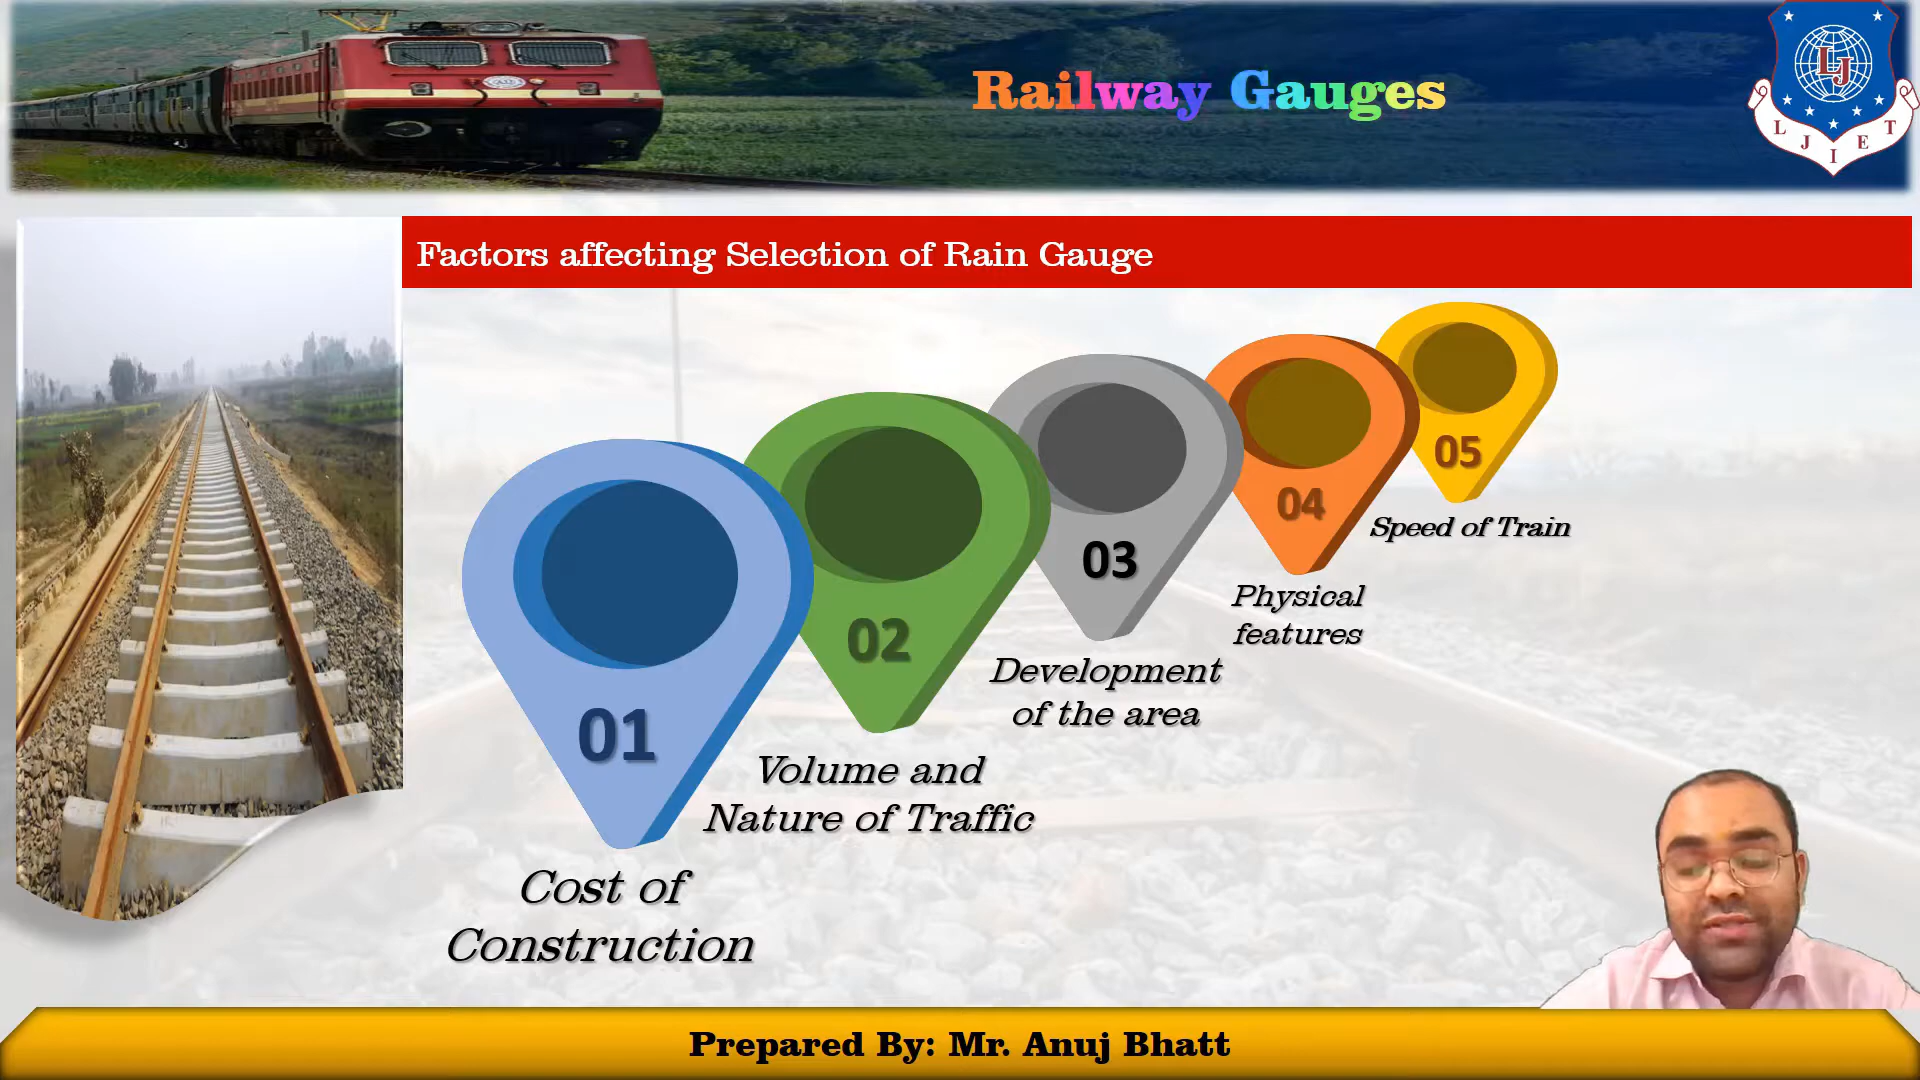 Railway Gauges
LJ
L J I E T
Factors affecting Selection of Rain Gauge
01
Cost of
Construction
02
Volume and
Nature of Traffic
03
Development
of the area
04
Physical
features
05
Speed of Train
Prepared By: Mr. Anuj Bhatt